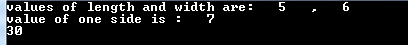 values of length and width are:   5   ,   6
value of one side is :   7
30